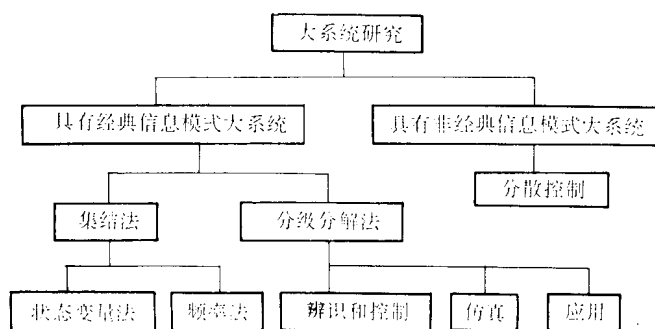 大系统研究
具有经典信息模式大系统
具有非经典信息模式大系统
分散控制
集结法
分级分解法
状态变量法
频率法
辨识和控制
仿真
应用